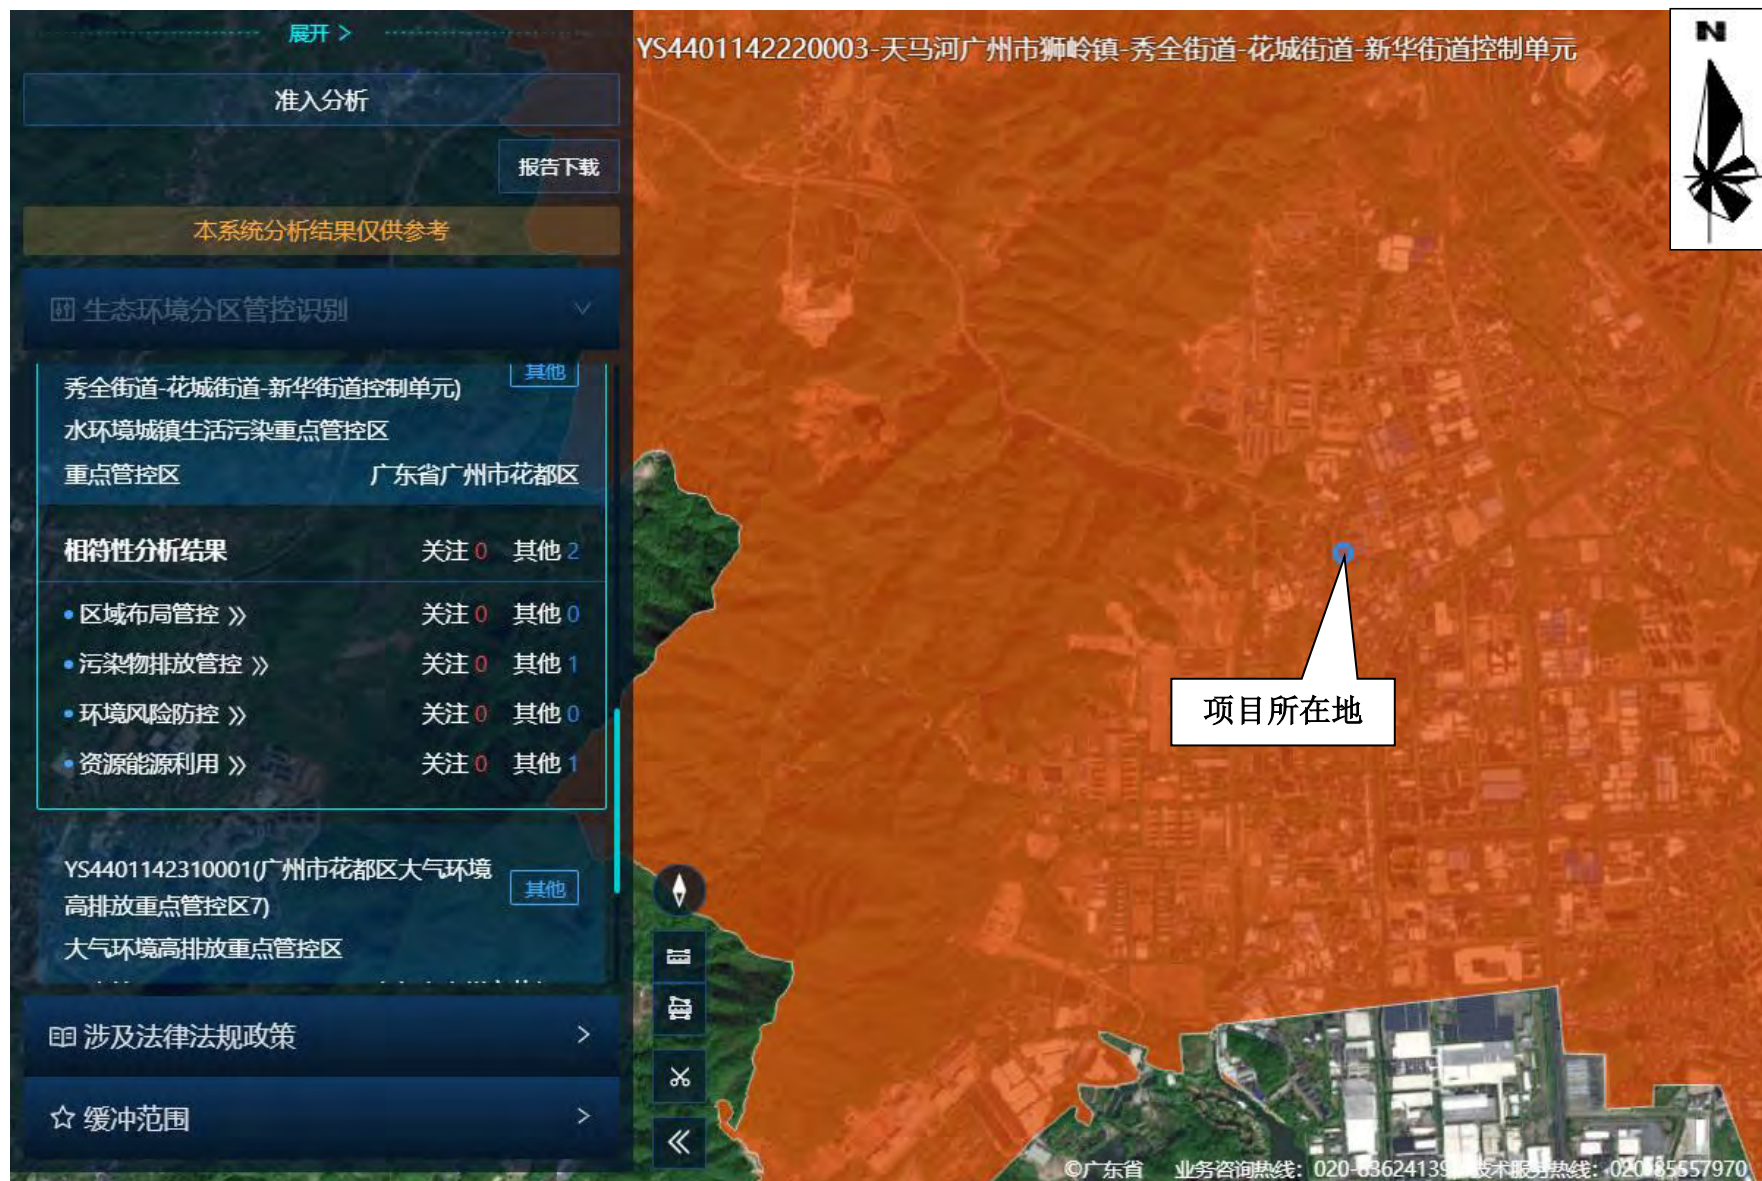 展开 >
准入分析
报告下载
本系统分析结果仅供参考
生态环境分区管控识别
秀全街道-花城街道-新华街道控制单元)
其他
水环境城镇生活污染重点管控区
重点管控区 广东省广州市花都区
相符性分析结果 关注 0 其他 2
区域布局管控 关注 0 其他 0
污染物排放管控 关注 0 其他 1
环境风险防控 关注 0 其他 0
资源能源利用 关注 0 其他 1
YS4401142310001(广州市花都区大气环境
高排放重点管控区7)
其他
大气环境高排放重点管控区
涉及法律法规政策
缓冲范围
YS4401142220003-天马河广州市狮岭镇-秀全街道-花城街道-新华街道控制单元
N
项目所在地
©广东省 业务咨询热线：020-83624139 技术服务热线：020-85557970